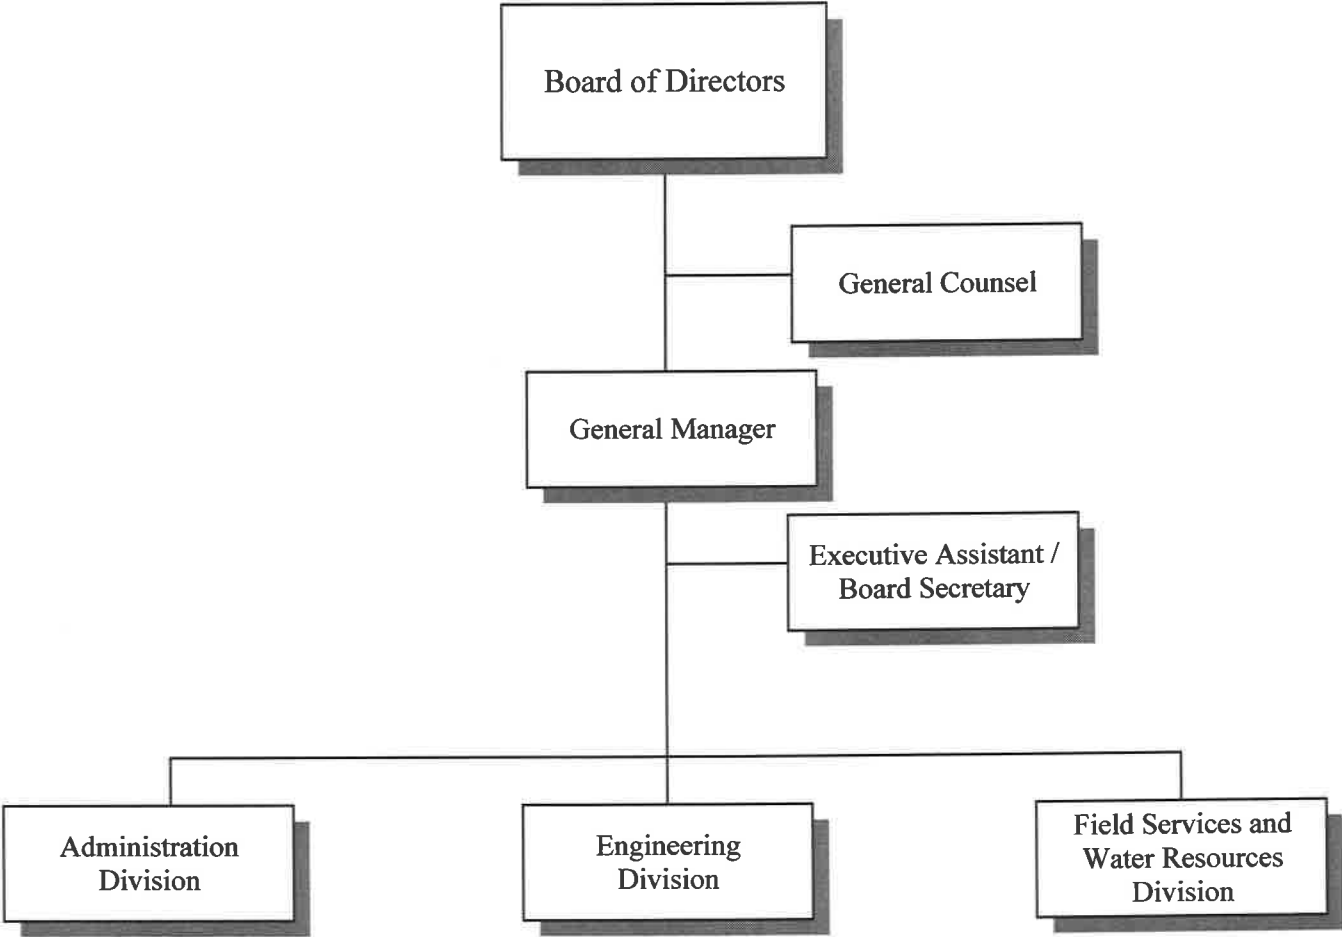 Board of Directors
General Counsel
General Manager
Executive Assistant /
Board Secretary
Administration
Division
Engineering
Division
Field Services and
Water Resources
Division